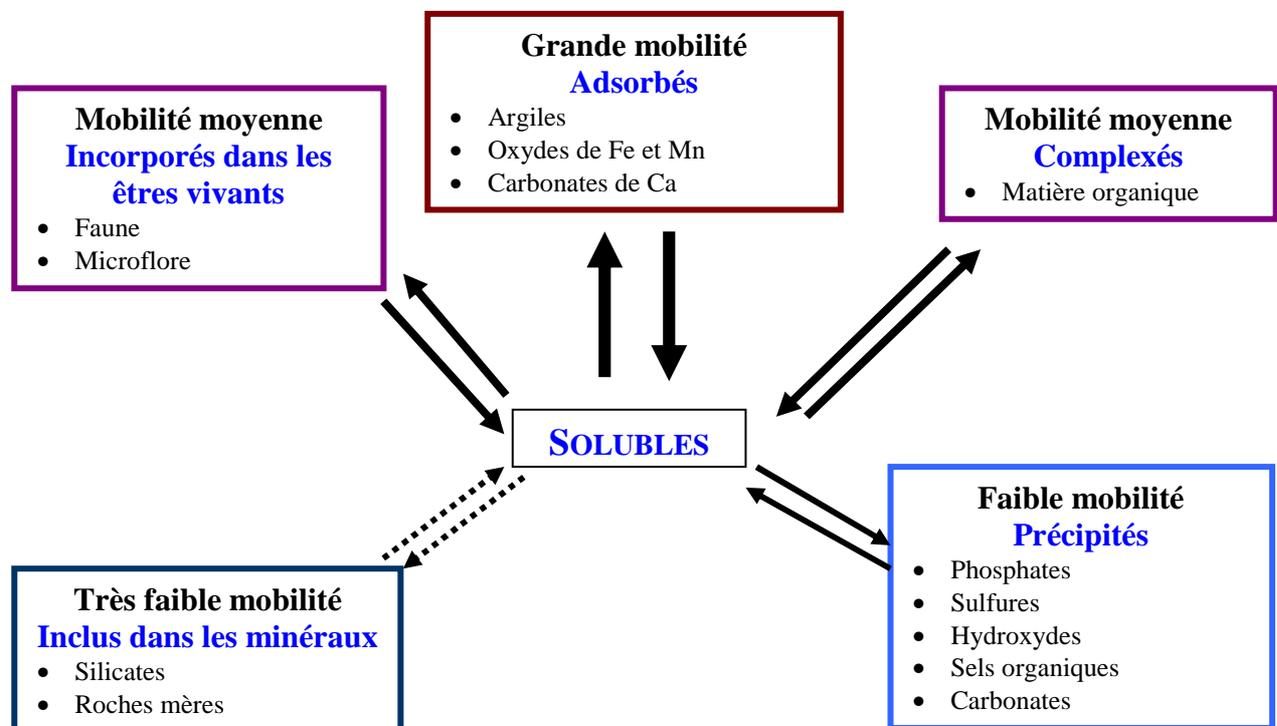 Grande mobilité
Adsorbés
• Argiles
• Oxydes de Fe et Mn
• Carbonates de Ca
Mobilité moyenne
Incorporés dans les
êtres vivants
• Faune
• Microflore
Mobilité moyenne
Complexés
• Matière organique
SOLUBLES
Très faible mobilité
Inclus dans les minéraux
• Silicates
• Roches mères
Faible mobilité
Précipités
• Phosphates
• Sulfures
• Hydroxydes
• Sels organiques
• Carbonates